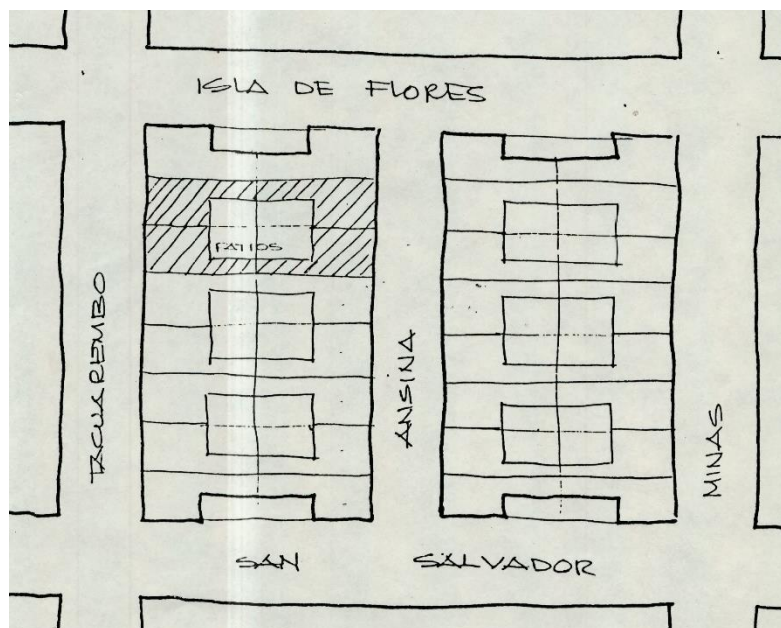 ISLA DE FLORES
PATIOS
TACUAREMBO
ANSINA
MINAS
SAN SALVADOR